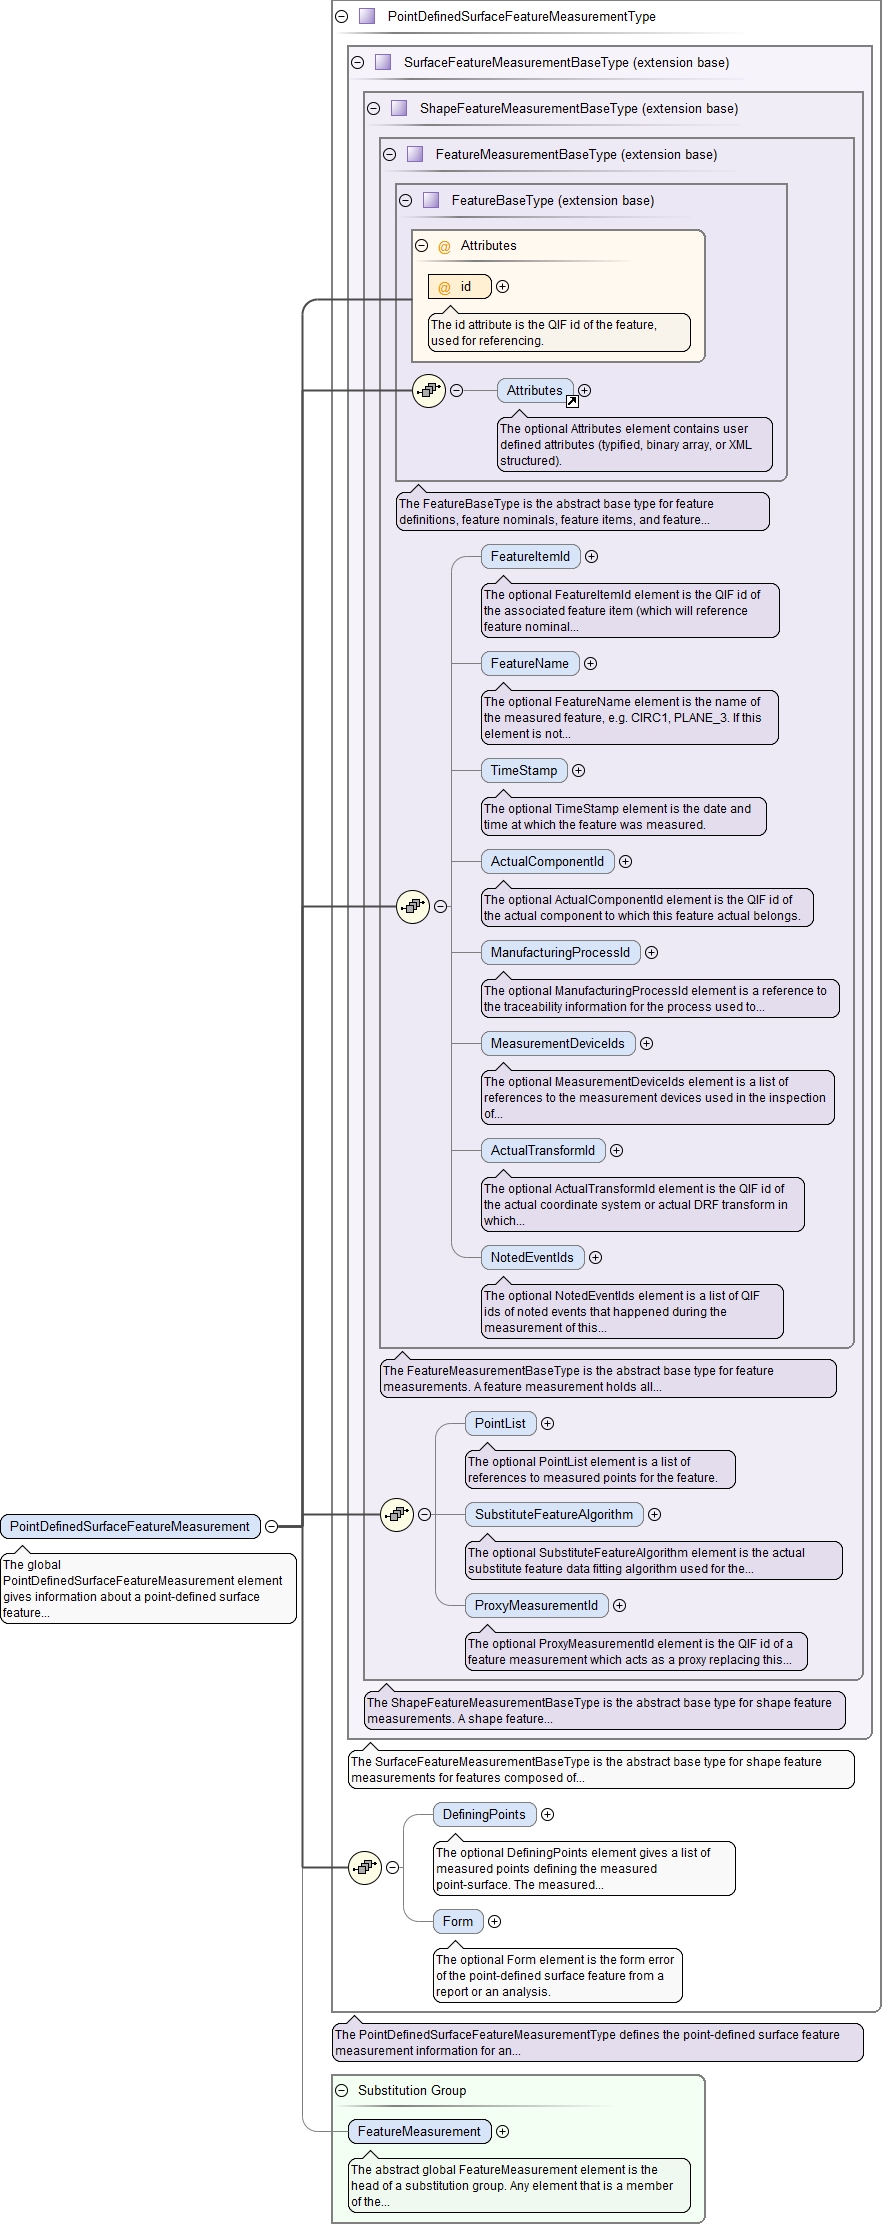 PointDefinedSurfaceFeatureMeasurementType
SurfaceFeatureMeasurementBaseType (extension base)
ShapeFeatureMeasurementBaseType (extension base)
FeatureMeasurementBaseType (extension base)
FeatureBaseType (extension base)
@ Attributes
@ id
The id attribute is the QIF id of the feature,
used for referencing.
Attributes
The optional Attributes element contains user
defined attributes (typified, binary array, or XML
structured).
The FeatureBaseType is the abstract base type for feature
definitions, feature nominals, feature items, and feature...
FeatureItemId
The optional FeatureItemId element is the QIF id of
the associated feature item (which will reference
feature nominal...
FeatureName
The optional FeatureName element is the name of
the measured feature, e.g. CIRC1, PLANE_3. If this
element is not...
TimeStamp
The optional TimeStamp element is the date and
time at which the feature was measured.
ActualComponentId
The optional ActualComponentId element is the QIF id of
the actual component to which this feature actual belongs.
ManufacturingProcessId
The optional ManufacturingProcessId element is a reference to
the traceability information for the process used to...
MeasurementDeviceIds
The optional MeasurementDeviceIds element is a list of
references to the measurement devices used in the inspection
of...
ActualTransformId
The optional ActualTransformId element is the QIF id of
the actual coordinate system or actual DRF transform in
which...
NotedEventIds
The optional NotedEventIds element is a list of QIF
ids of noted events that happened during the
measurement of this...
The FeatureMeasurementBaseType is the abstract base type for feature
measurements. A feature measurement holds all...
PointList
The optional PointList element is a list of
references to measured points for the feature.
SubstituteFeatureAlgorithm
The optional SubstituteFeatureAlgorithm element is the actual
substitute feature data fitting algorithm used for the...
ProxyMeasurementId
The optional ProxyMeasurementId element is the QIF id of a
feature measurement which acts as a proxy replacing this...
The ShapeFeatureMeasurementBaseType is the abstract base type for shape feature
measurements. A shape feature...
The SurfaceFeatureMeasurementBaseType is the abstract base type for shape feature
measurements for features composed of...
PointDefinedSurfaceFeatureMeasurement
The global
PointDefinedSurfaceFeatureMeasurement element
gives information about a point-defined surface
feature...
DefiningPoints
The optional DefiningPoints element gives a list of
measured points defining the measured
point-surface. The measured...
Form
The optional Form element is the form error
of the point-defined surface feature from a
report or an analysis.
The PointDefinedSurfaceFeatureMeasurementType defines the point-defined surface feature
measurement information for an...
Substitution Group
FeatureMeasurement
The abstract global FeatureMeasurement element is the
head of a substitution group. Any element that is a member
of the...